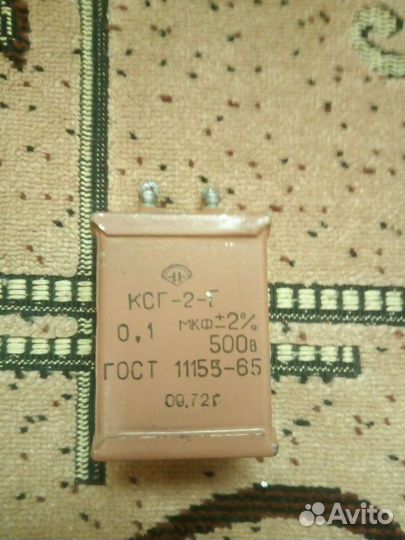 КСГ-2-Г
0,1 мкф±2%
500в
ГОСТ 11155-65
09.72г
Avito